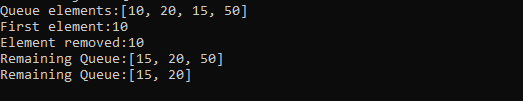 Queue elements:[10, 20, 15, 50]
First element:10
Element removed:10
Remaining Queue:[15, 20, 50]
Remaining Queue:[15, 20]